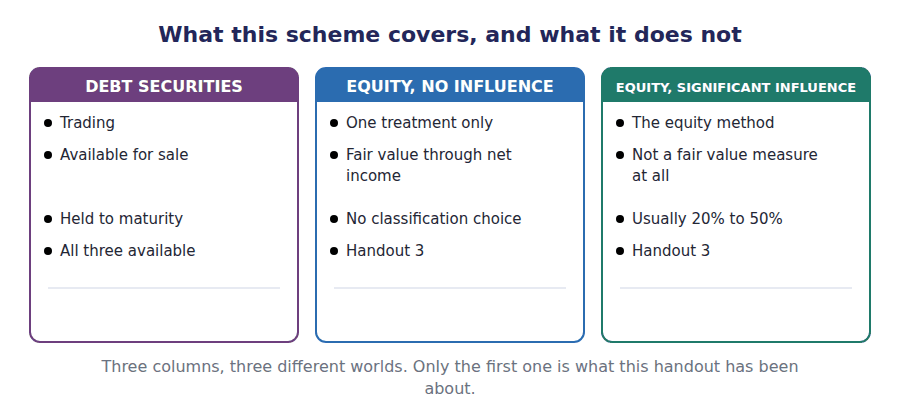 What this scheme covers, and what it does not
DEBT SECURITIES
Trading
Available for sale
Held to maturity
All three available
EQUITY, NO INFLUENCE
One treatment only
Fair value through net
income
No classification choice
Handout 3
EQUITY, SIGNIFICANT INFLUENCE
The equity method
Not a fair value measure
at all
Usually 20% to 50%
Handout 3
Three columns, three different worlds. Only the first one is what this handout has been
about.